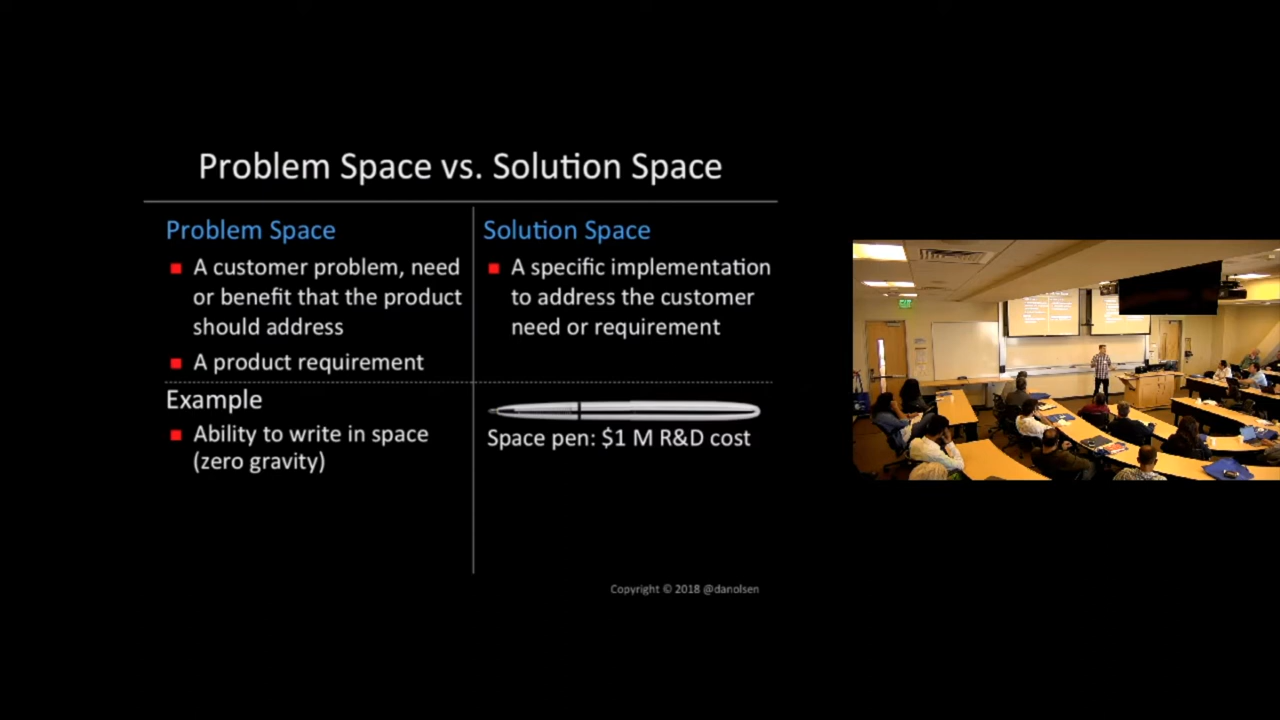 Problem Space vs. Solution Space
Problem Space
A customer problem, need
or benefit that the product
should address
A product requirement
Example
Ability to write in space
(zero gravity)
Solution Space
A specific implementation
to address the customer
need or requirement
Space pen: $1 M R&D cost
Copyright © 2018 @danolsen